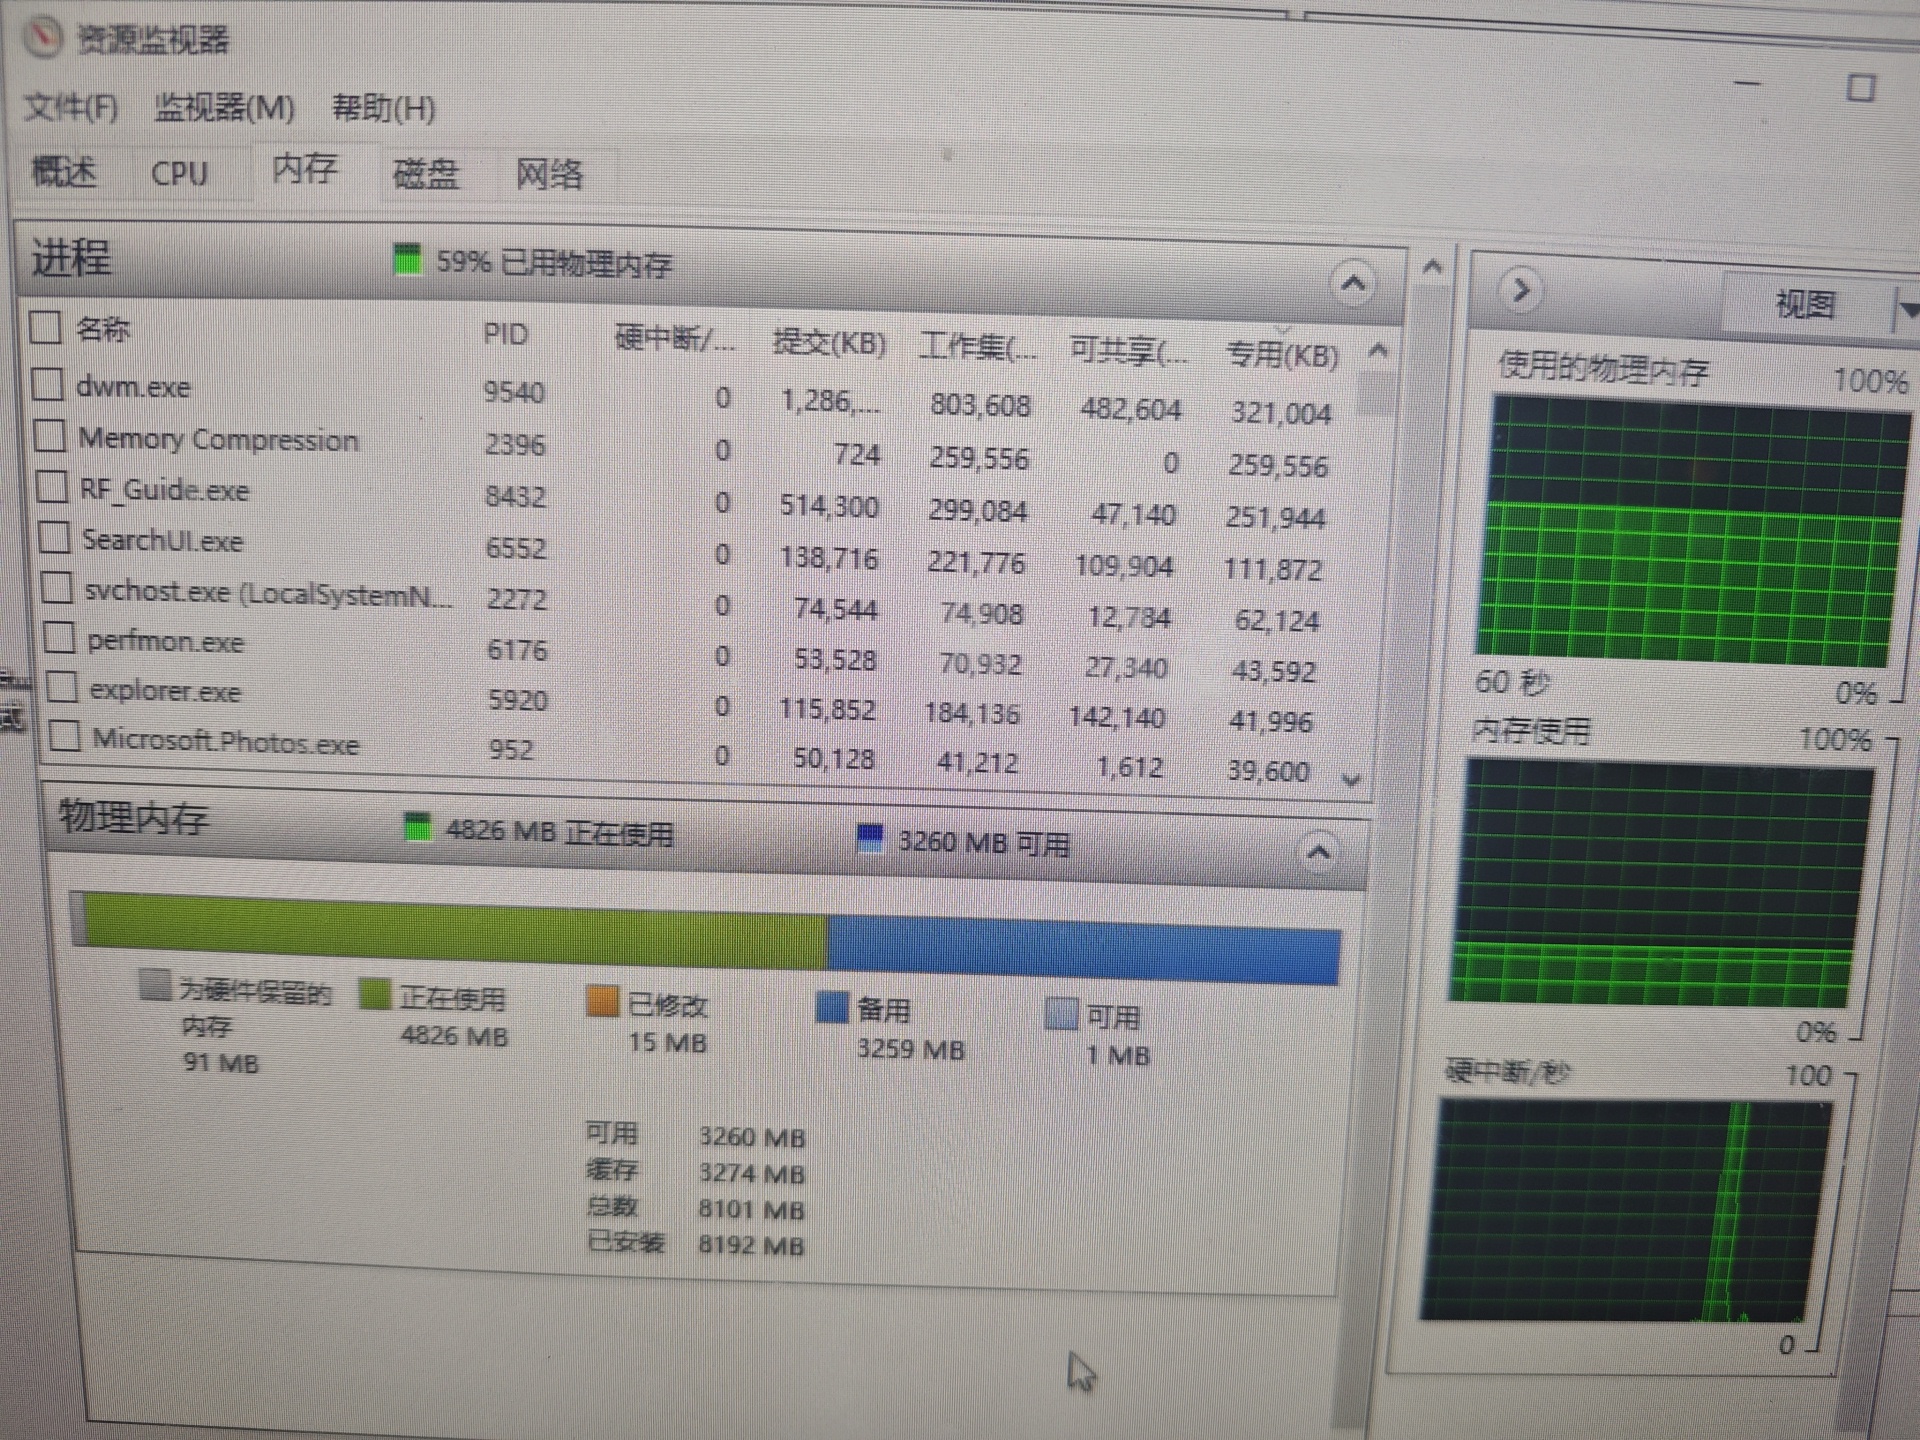 资源监视器
文件(F) 监视器(M) 帮助(H)
概述 CPU 内存 磁盘 网络
进程 59% 已用物理内存
名称 PID 硬中断/... 提交(KB) 工作集(... 可共享(... 专用(KB)
dwm.exe 9540 0 1,286,... 803,608 482,604 321,004
Memory Compression 2396 0 724 259,556 0 259,556
RF_Guide.exe 8432 0 514,300 299,084 47,140 251,944
SearchUI.exe 6552 0 138,716 221,776 109,904 111,872
svchost.exe (LocalSystemN... 2272 0 74,544 74,908 12,784 62,124
perfmon.exe 6176 0 53,528 70,932 27,340 43,592
explorer.exe 5920 0 115,852 184,136 142,140 41,996
Microsoft.Photos.exe 952 0 50,128 41,212 1,612 39,600
物理内存 4826 MB 正在使用 3260 MB 可用
为硬件保留的
内存
91 MB
正在使用
4826 MB
已修改
15 MB
备用
3259 MB
可用
1 MB
可用 3260 MB
缓存 3274 MB
总数 8101 MB
已安装 8192 MB
视图
使用的物理内存 100%
60 秒 0%
内存使用 100%
0%
硬中断/秒 100
0
式